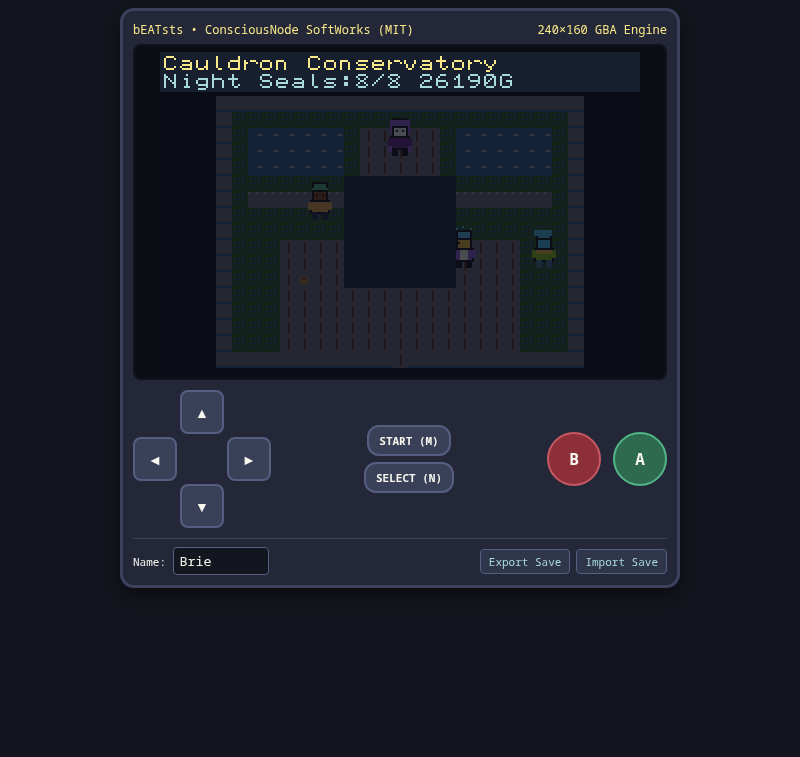 bEATsts • ConsciousNode SoftWorks (MIT)
240×160 GBA Engine
Cauldron Conservatory
Night Seals:8/8 26190G
▲
◄
►
▼
START (M)
SELECT (N)
B
A
Name: Brie
Export Save
Import Save